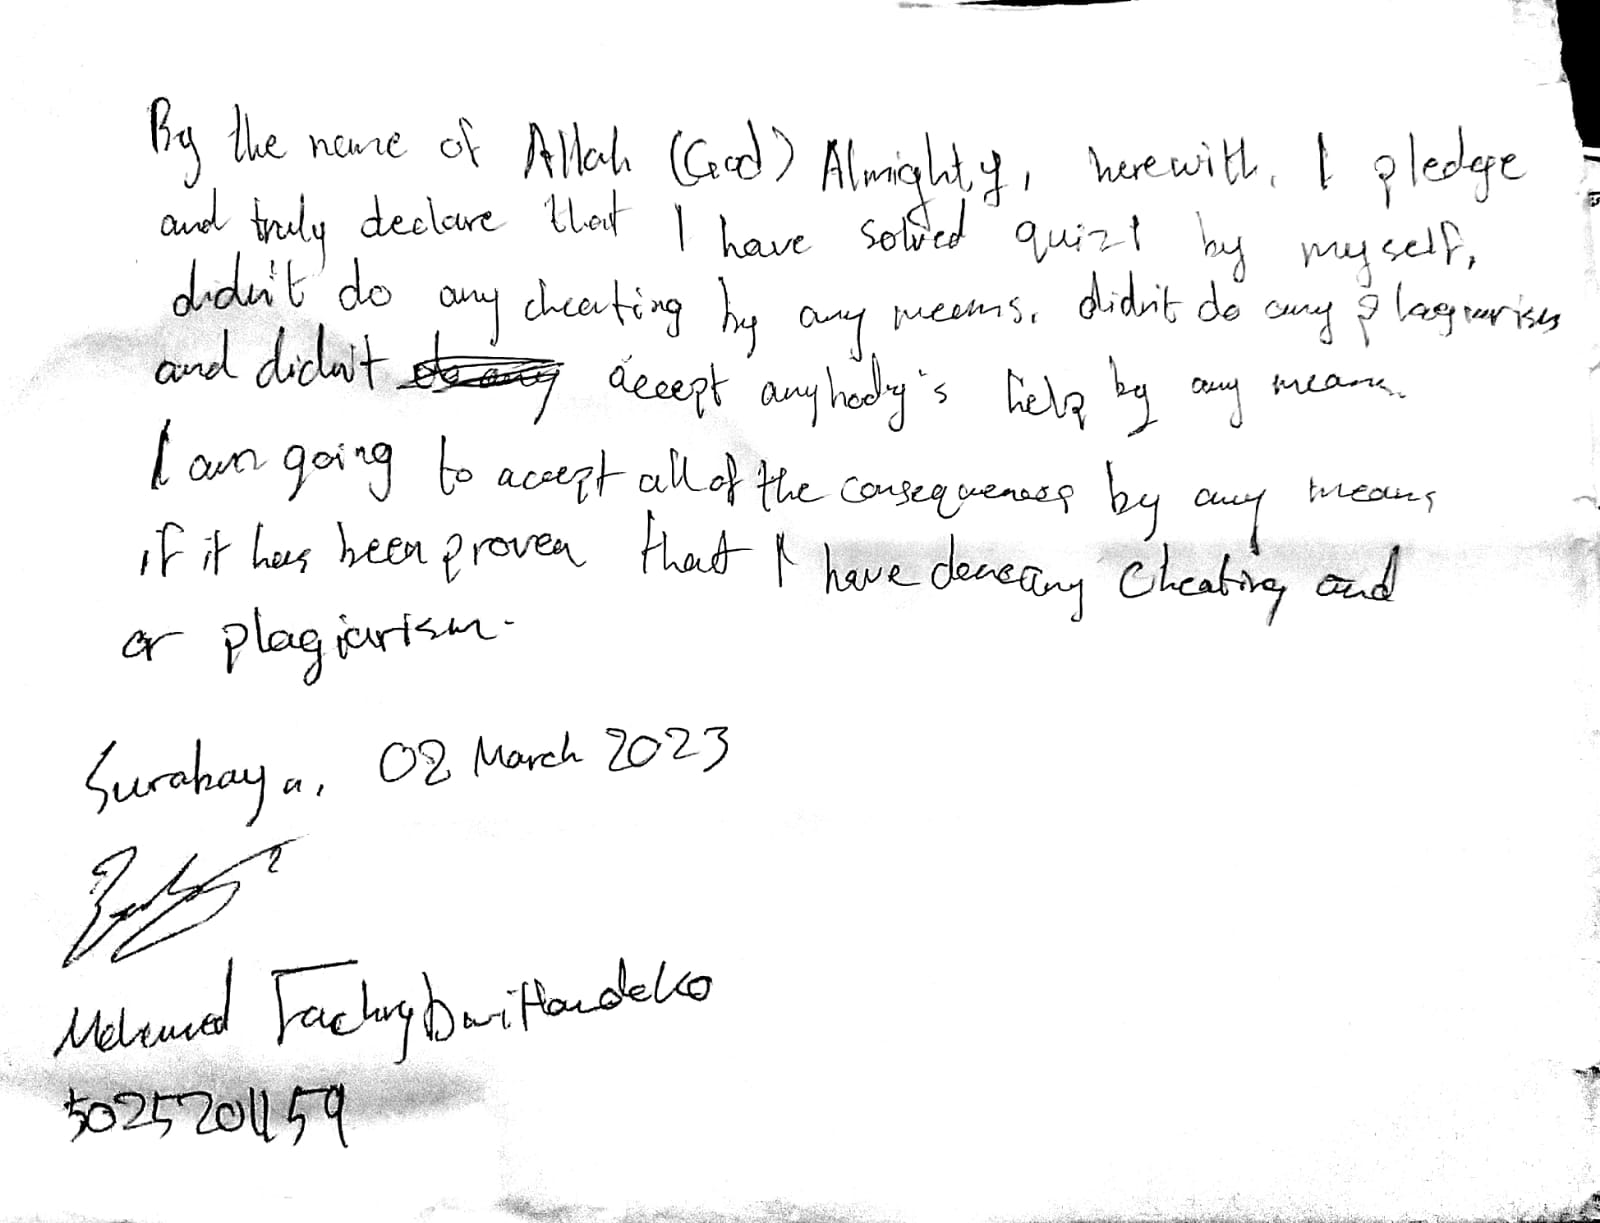 By the name of Allah (God) Almighty, herewith, I pledge
and truly declare that I have solved quiz 1 by myself,
didn't do any cheating by any means, didn't do any plagiarism
and didn't accept anybody's help by any means.
I am going to accept all of the consequences by any means
if it has been proven that I have done any cheating and
or plagiarism.
Surabaya, 02 March 2023
Fachry Dwi Handoko
5025201159